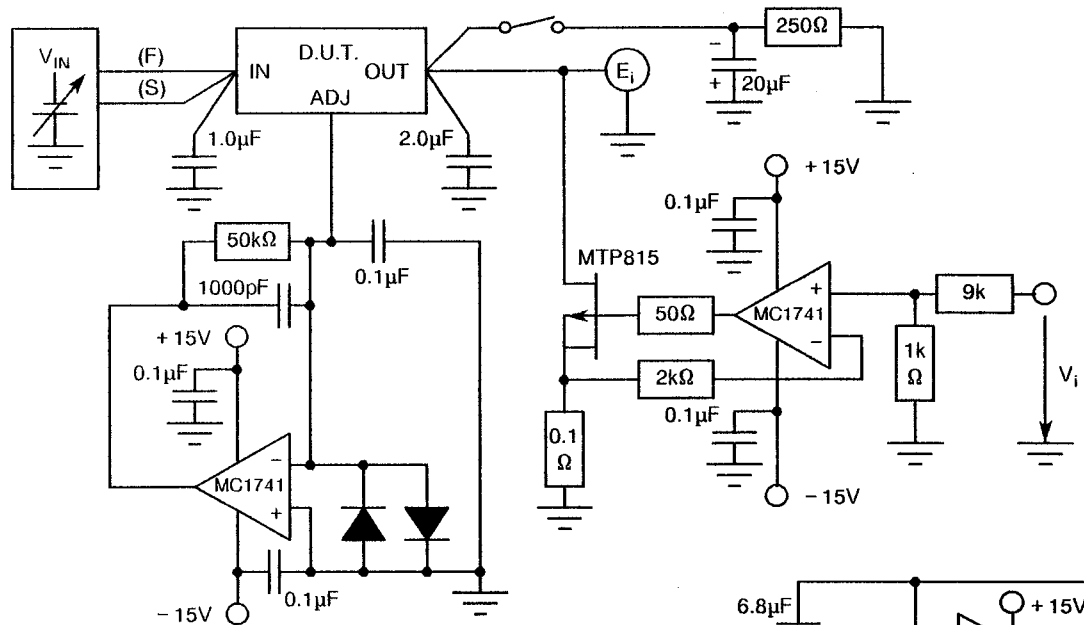 V_IN
(F)
(S)
D.U.T.
IN
OUT
ADJ
1.0µF
2.0µF
E_i
250Ω
−
+
20µF
50kΩ
0.1µF
1000pF
+15V
0.1µF
MC1741
−
+
0.1µF
−15V
MTP815
+15V
0.1µF
50Ω
MC1741
+
−
9k
1k
Ω
V_i
2kΩ
0.1µF
0.1
Ω
−15V
6.8µF
+15V